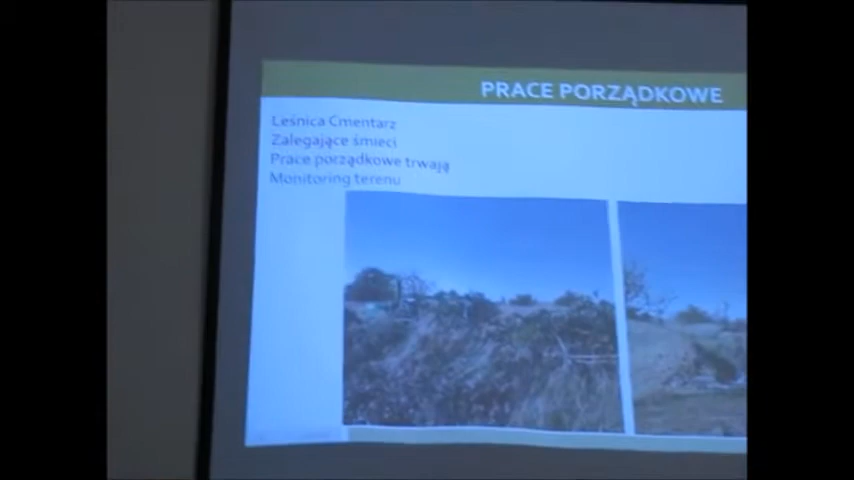 PRACE PORZĄDKOWE
Leśnica Cmentarz
Zalegające śmieci
Prace porządkowe trwają
Monitoring terenu